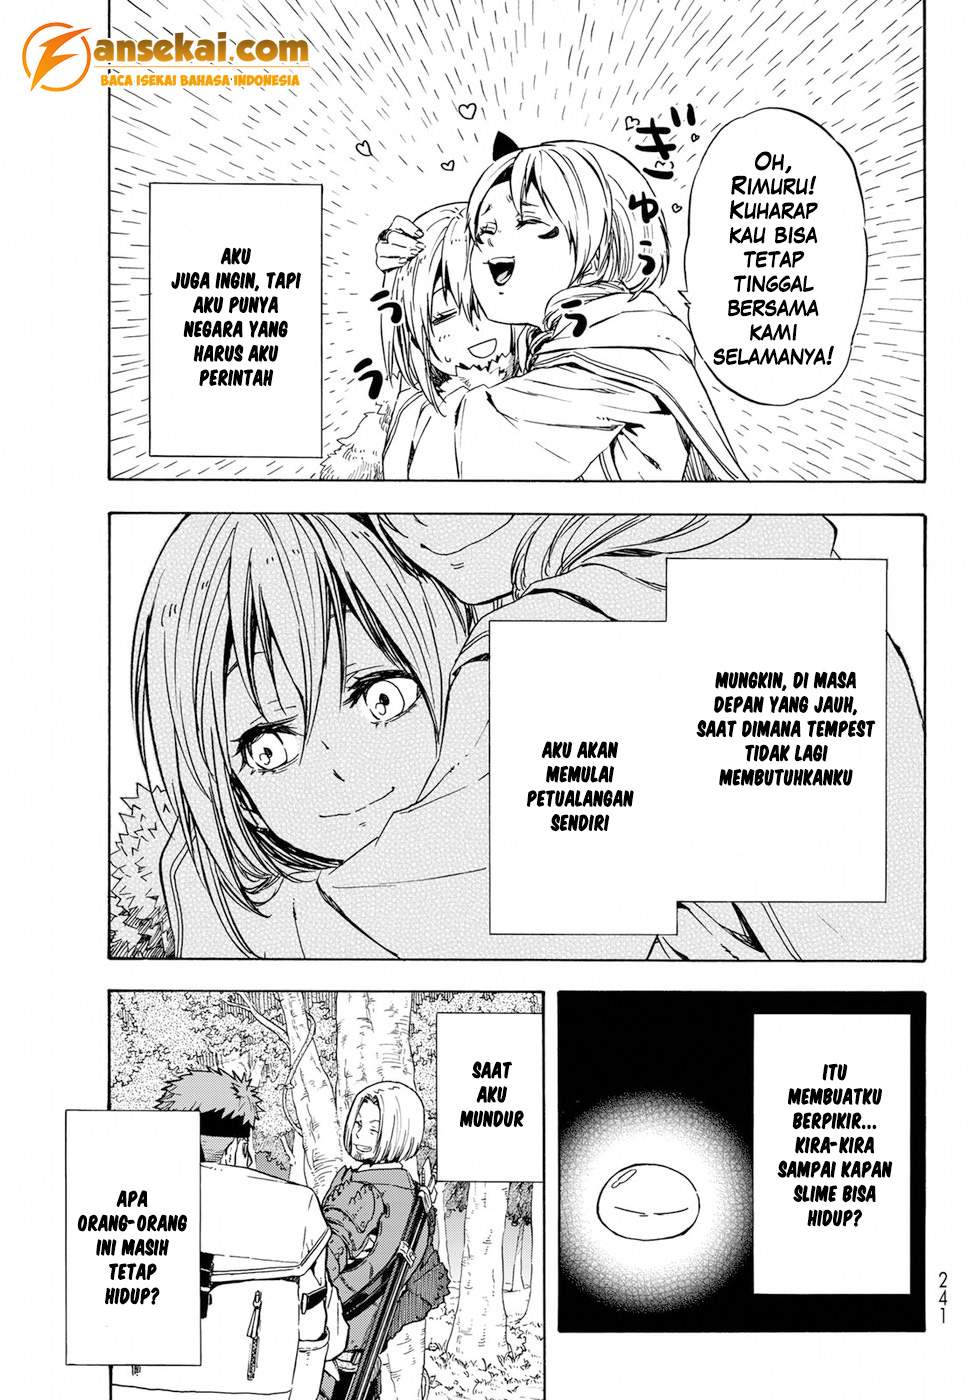 Fansekai.com
BACA ISEKAI BAHASA INDONESIA
OH,
RIMURU!
KUHARAP
KAU BISA
TETAP
TINGGAL
BERSAMA
KAMI
SELAMANYA!
ぎゅうううう
AKU
JUGA INGIN, TAPI
AKU PUNYA
NEGARA YANG
HARUS AKU
PERINTAH
MUNGKIN, DI MASA
DEPAN YANG JAUH,
SAAT DIMANA TEMPEST
TIDAK LAGI
MEMBUTUHKANKU
AKU AKAN
MEMULAI
PETUALANGAN
SENDIRI
ITU
MEMBUATKU
BERPIKIR...
KIRA-KIRA
SAMPAI KAPAN
SLIME BISA
HIDUP?
SAAT
AKU
MUNDUR
APA
ORANG-ORANG
INI MASIH
TETAP
HIDUP?
241